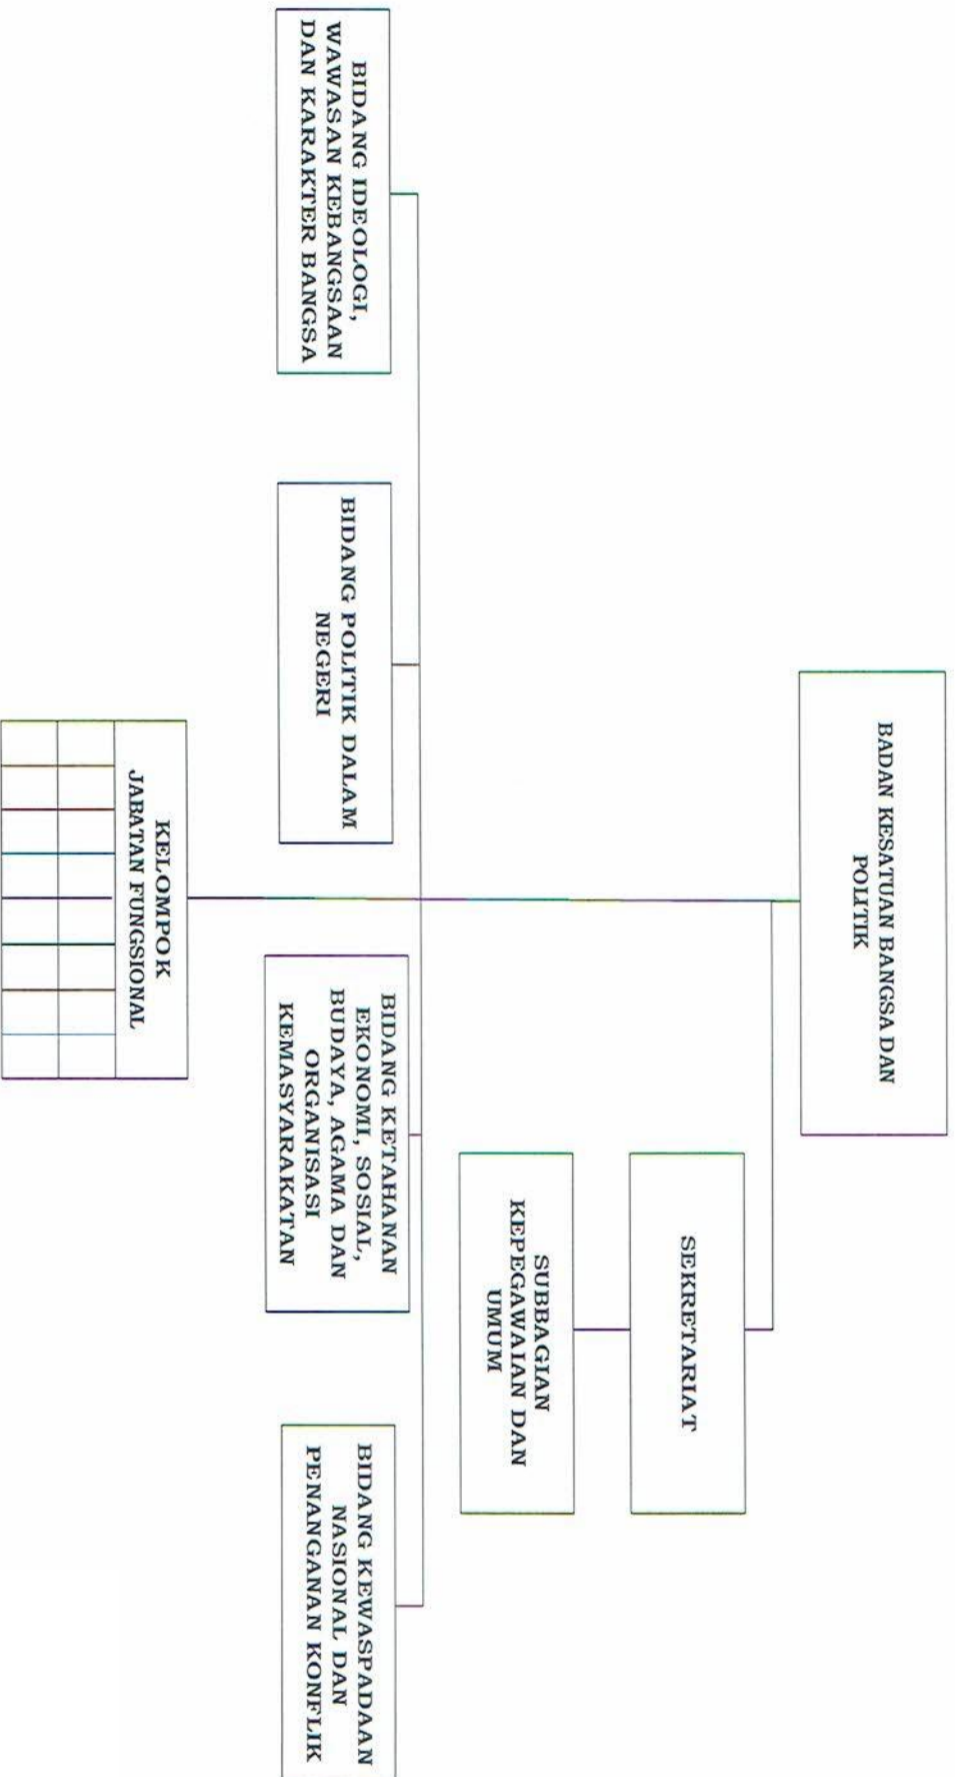 BADAN KESATUAN BANGSA DAN
POLITIK
SEKRETARIAT
SUBBAGIAN
KEPEGAWAIAN DAN
UMUM
BIDANG IDEOLOGI,
WAWASAN KEBANGSAAN
DAN KARAKTER BANGSA
BIDANG POLITIK DALAM
NEGERI
BIDANG KETAHANAN
EKONOMI, SOSIAL,
BUDAYA, AGAMA DAN
ORGANISASI
KEMASYARAKATAN
BIDANG KEWASPADAAN
NASIONAL DAN
PENANGANAN KONFLIK
KELOMPOK
JABATAN FUNGSIONAL